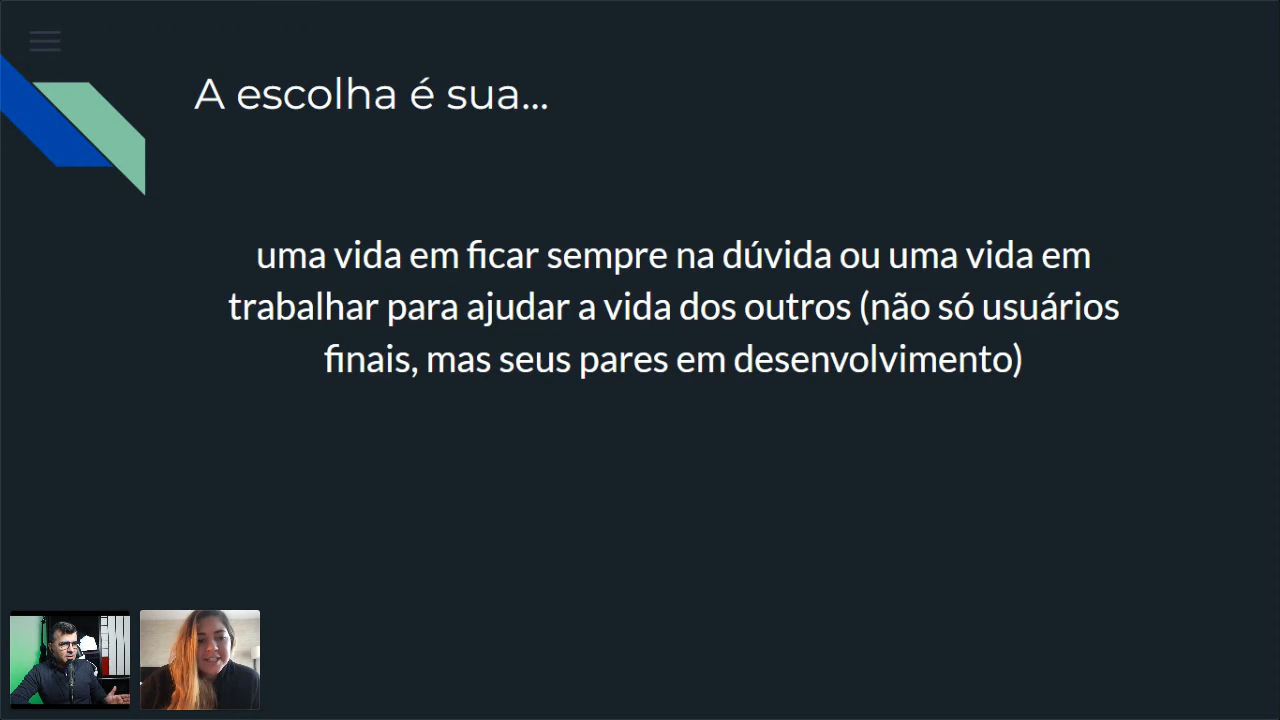 A escolha é sua...
uma vida em ficar sempre na dúvida ou uma vida em
trabalhar para ajudar a vida dos outros (não só usuários
finais, mas seus pares em desenvolvimento)